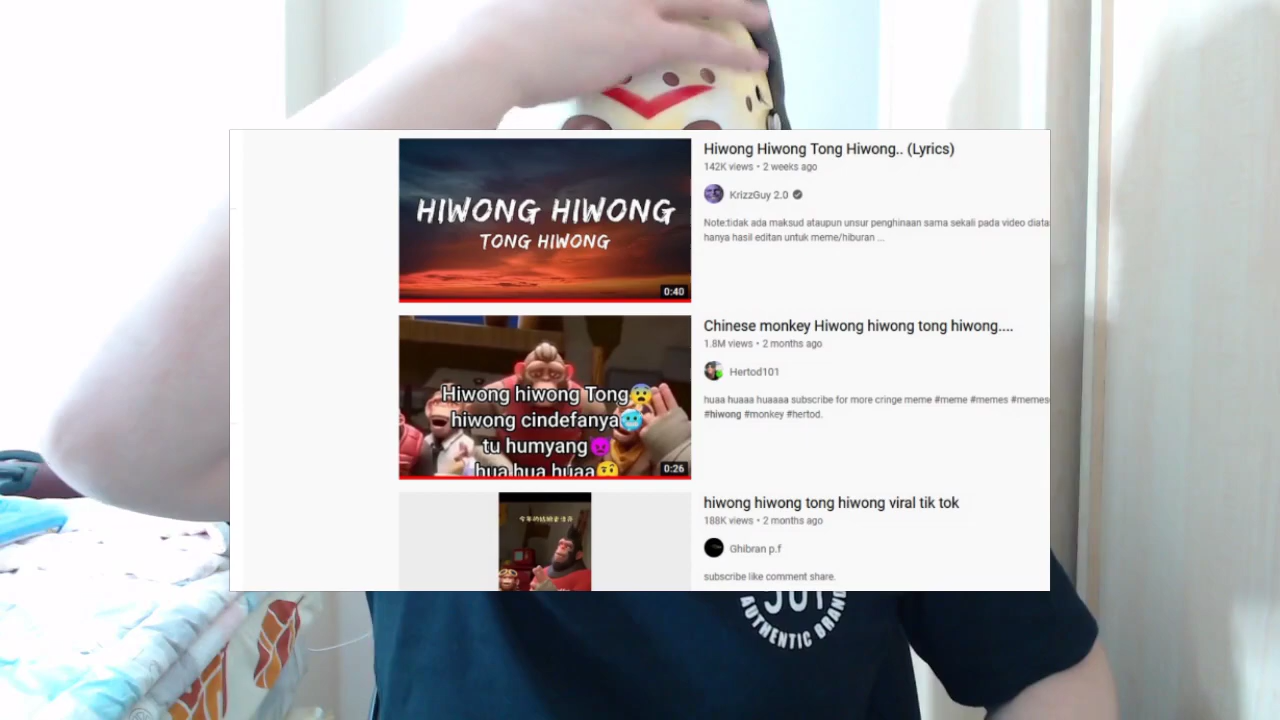 Hiwong Hiwong Tong Hiwong.. (Lyrics)
142K views • 2 weeks ago
KrizzGuy 2.0
Note:tidak ada maksud ataupun unsur penghinaan sama sekali pada video diata
hanya hasil editan untuk meme/hiburan ...
HIWONG HIWONG
TONG HIWONG
0:40
Chinese monkey Hiwong hiwong tong hiwong....
1.8M views • 2 months ago
Hertod101
huaa huaaa huaaaa subscribe for more cringe meme #meme #memes #memes
#hiwong #monkey #hertod.
Hiwong hiwong Tong😨
hiwong cindefanya🥶
tu humyang👿
hua hua huaa🤨
0:26
hiwong hiwong tong hiwong viral tik tok
188K views • 2 months ago
Ghibran p.f
subscribe like comment share.
AUTHENTIC BRAND